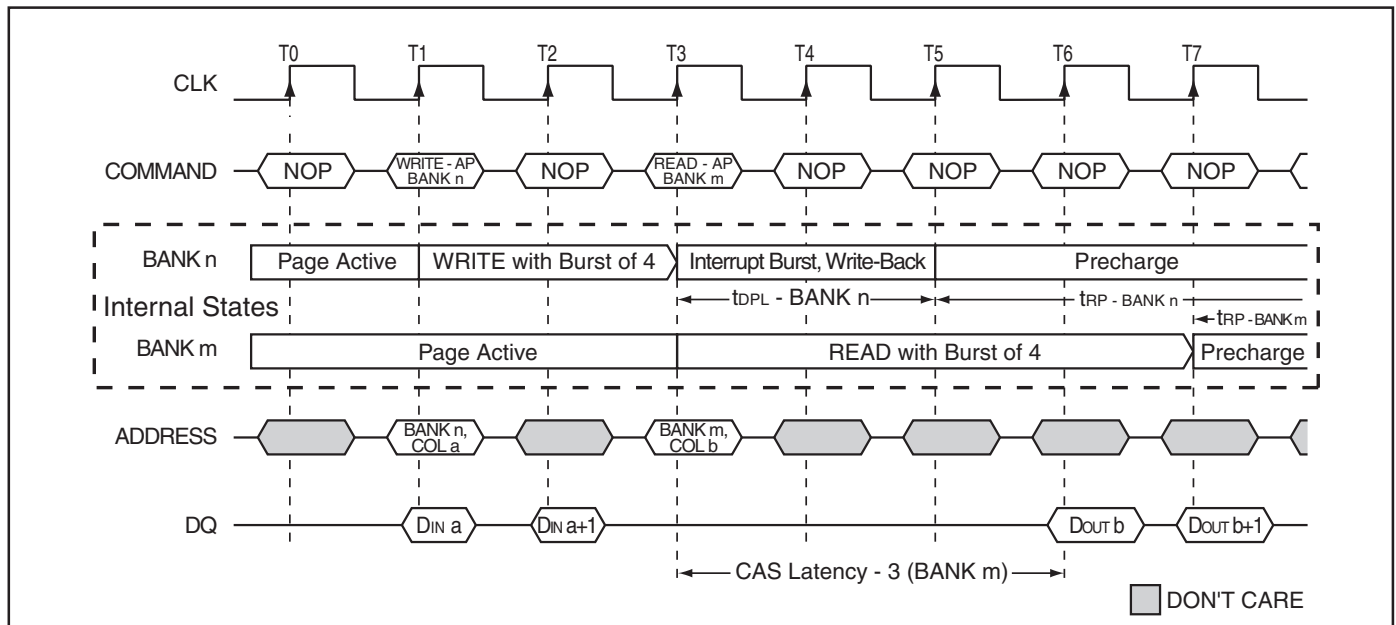 T0 T1 T2 T3 T4 T5 T6 T7
CLK
COMMAND NOP WRITE - AP BANK n NOP READ - AP BANK m NOP NOP NOP NOP
BANK n Page Active WRITE with Burst of 4 Interrupt Burst, Write-Back Precharge
tDPL - BANK n tRP - BANK n
Internal States
tRP - BANK m
BANK m Page Active READ with Burst of 4 Precharge
ADDRESS BANK n, COL a BANK m, COL b
DQ DIN a DIN a+1 DOUT b DOUT b+1
CAS Latency - 3 (BANK m)
DON'T CARE